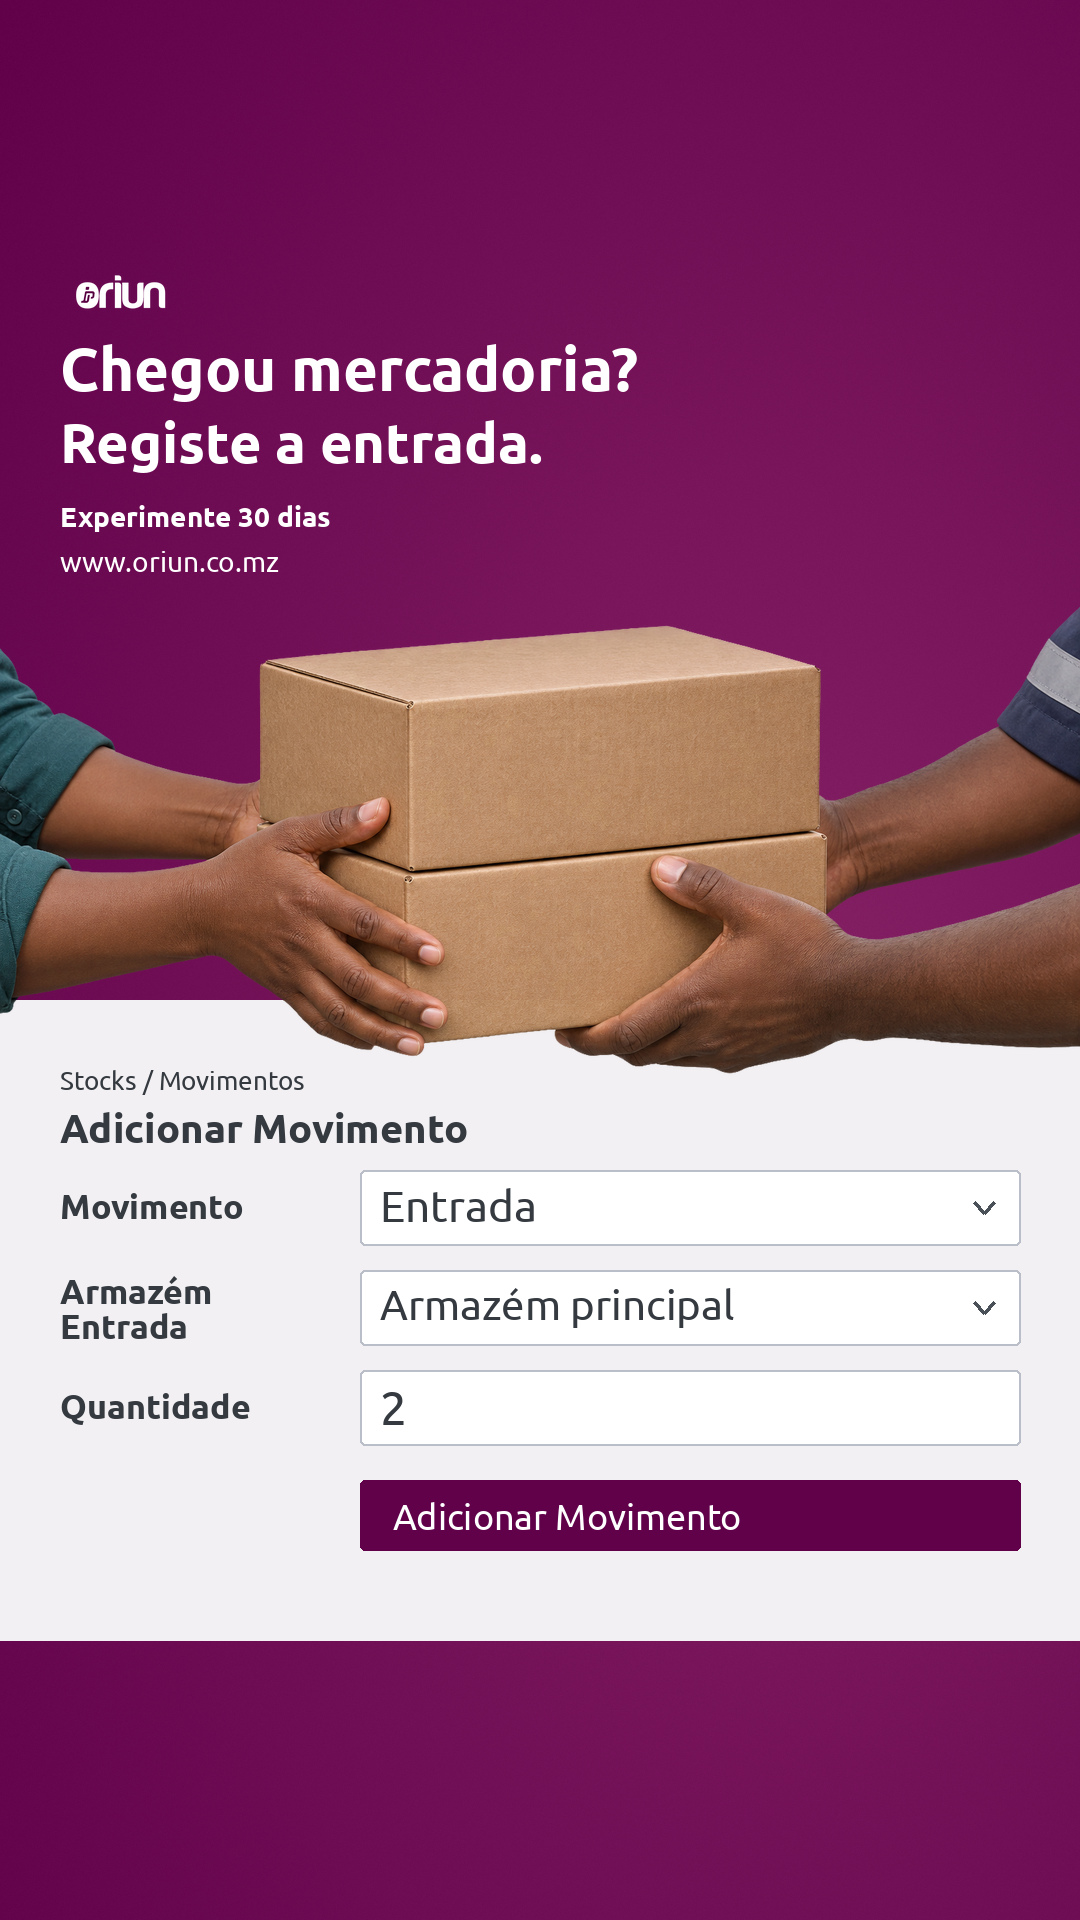 oriun
Chegou mercadoria?
Registe a entrada.
Experimente 30 dias
www.oriun.co.mz
Stocks / Movimentos
Adicionar Movimento
Movimento
Entrada
Armazém
Entrada
Armazém principal
Quantidade
2
Adicionar Movimento